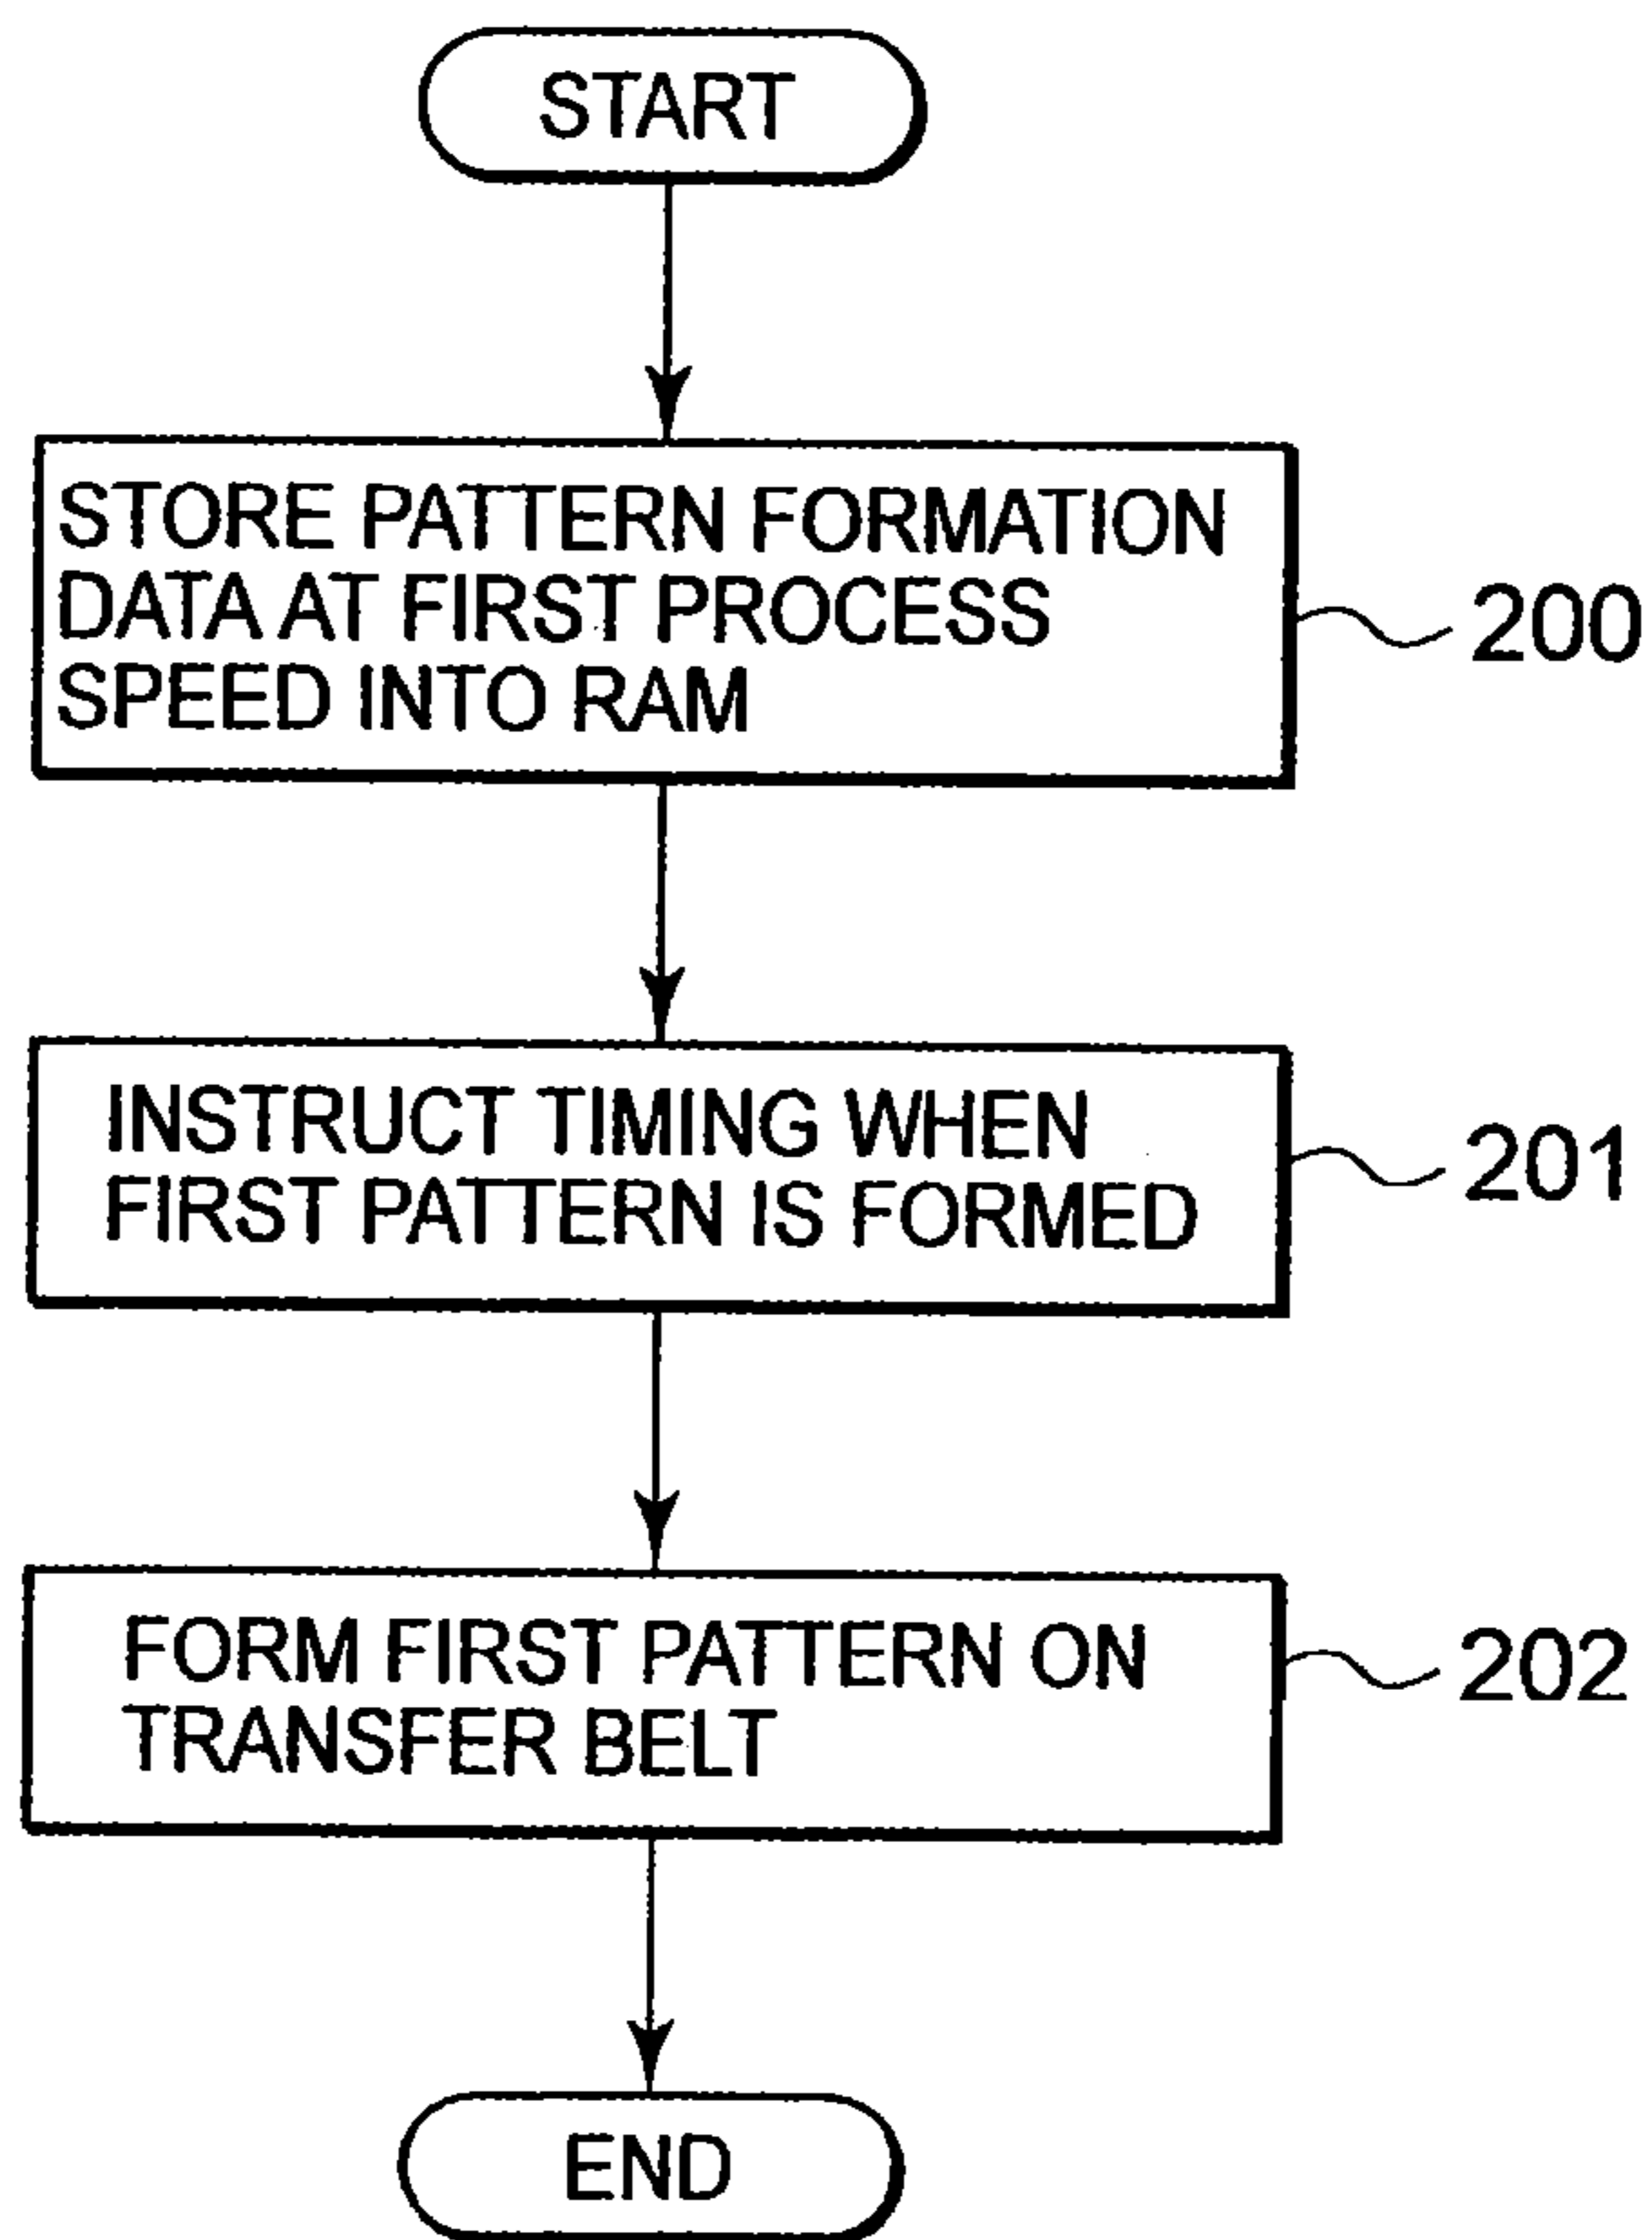 START
STORE PATTERN FORMATION
DATA AT FIRST PROCESS
SPEED INTO RAM
200
INSTRUCT TIMING WHEN
FIRST PATTERN IS FORMED
201
FORM FIRST PATTERN ON
TRANSFER BELT
202
END